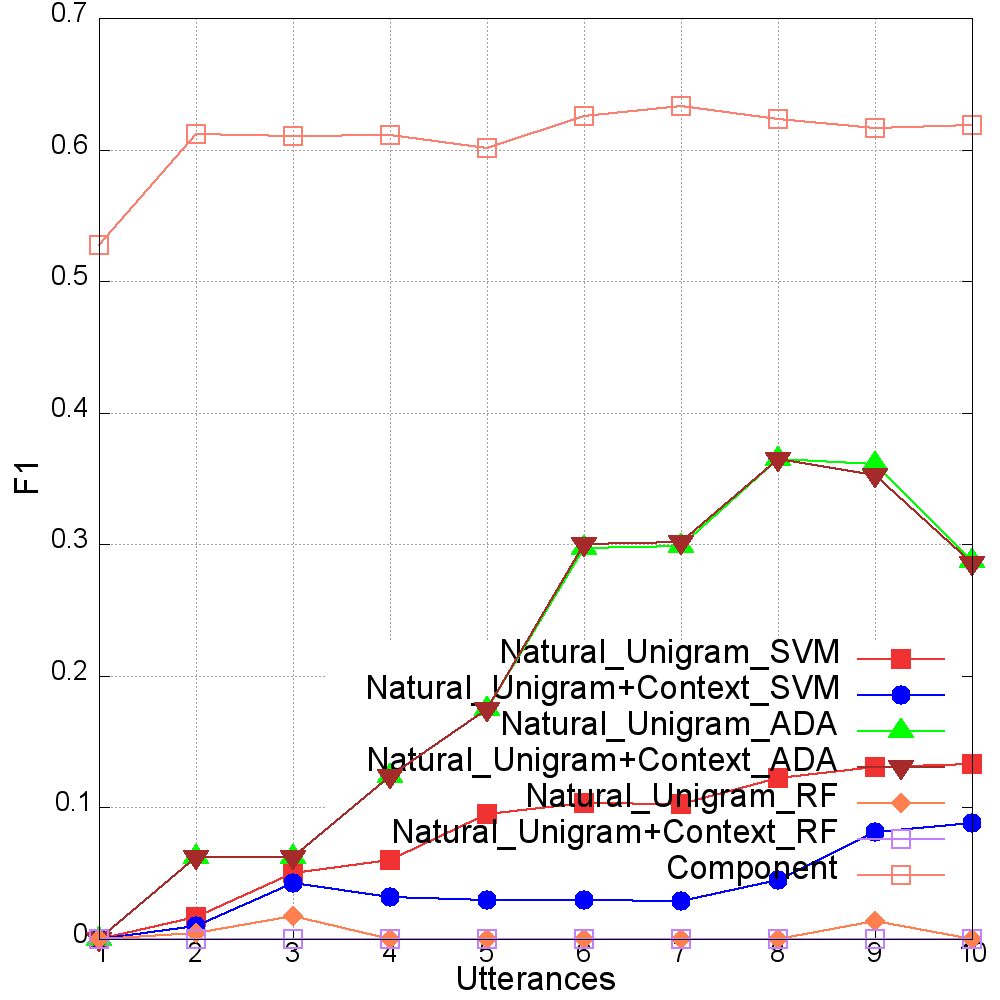 0.7
0.6
0.5
0.4
0.3
0.2
0.1
0
F1
Natural_Unigram_SVM
Natural_Unigram+Context_SVM
Natural_Unigram_ADA
Natural_Unigram+Context_ADA
Natural_Unigram_RF
Natural_Unigram+Context_RF
Component
1 2 3 4 5 6 7 8 9 10
Utterances